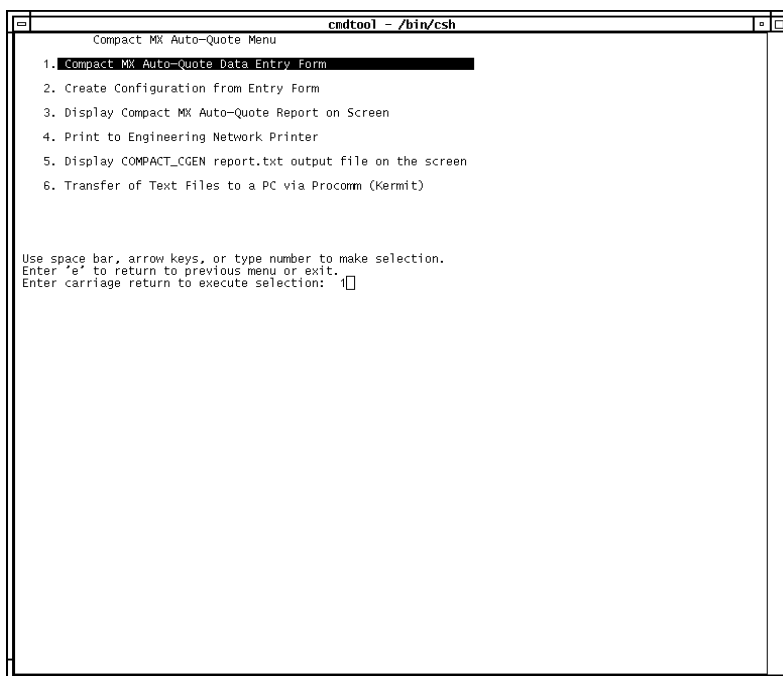 cmdtool - /bin/csh
Compact MX Auto-Quote Menu
1. Compact MX Auto-Quote Data Entry Form
2. Create Configuration from Entry Form
3. Display Compact MX Auto-Quote Report on Screen
4. Print to Engineering Network Printer
5. Display COMPACT_CGEN report.txt output file on the screen
6. Transfer of Text Files to a PC via Procomm (Kermit)
Use space bar, arrow keys, or type number to make selection.
Enter 'e' to return to previous menu or exit.
Enter carriage return to execute selection: 1